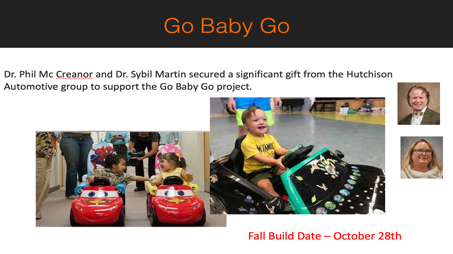 Go Baby Go
Dr. Phil Mc Creanor and Dr. Sybil Martin secured a significant gift from the Hutchison
Automotive group to support the Go Baby Go project.
Fall Build Date – October 28th